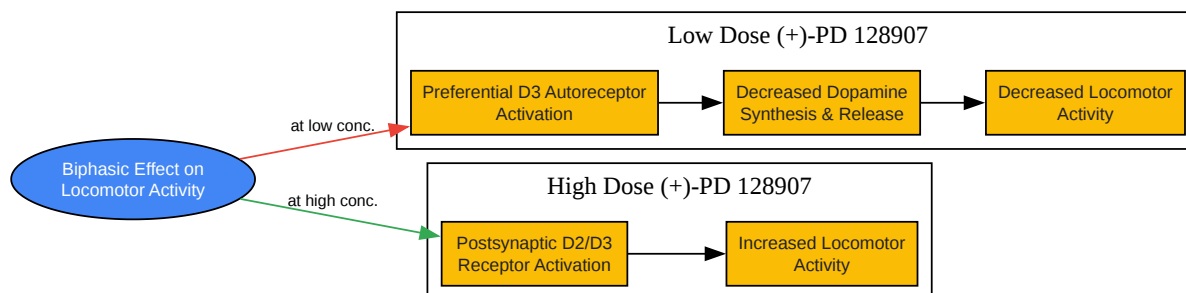 Low Dose (+)-PD 128907
Preferential D3 Autoreceptor
Activation
Decreased Dopamine
Synthesis & Release
Decreased Locomotor
Activity
at low conc.
Biphasic Effect on
Locomotor Activity
at high conc.
High Dose (+)-PD 128907
Postsynaptic D2/D3
Receptor Activation
Increased Locomotor
Activity